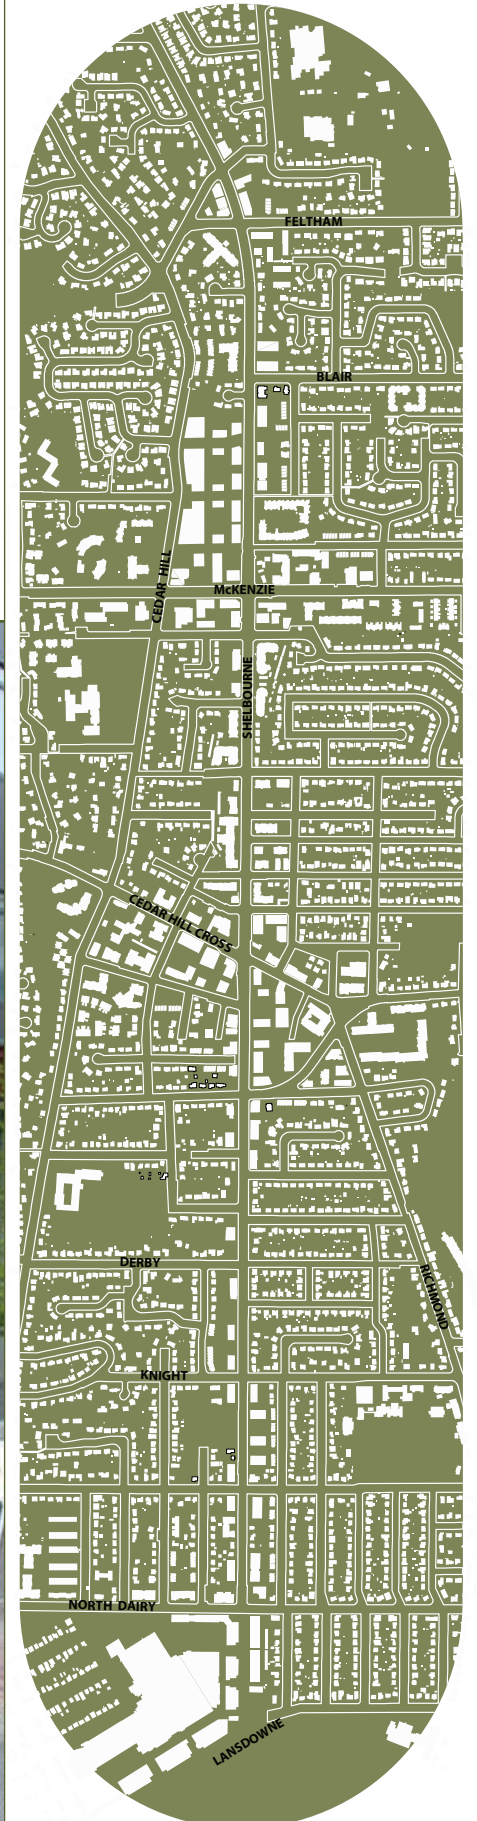 FELTHAM
BLAIR
CEDAR HILL
McKENZIE
SHELBOURNE
CEDAR HILL CROSS
DERBY
RICHMOND
KNIGHT
NORTH DAIRY
LANSDOWNE